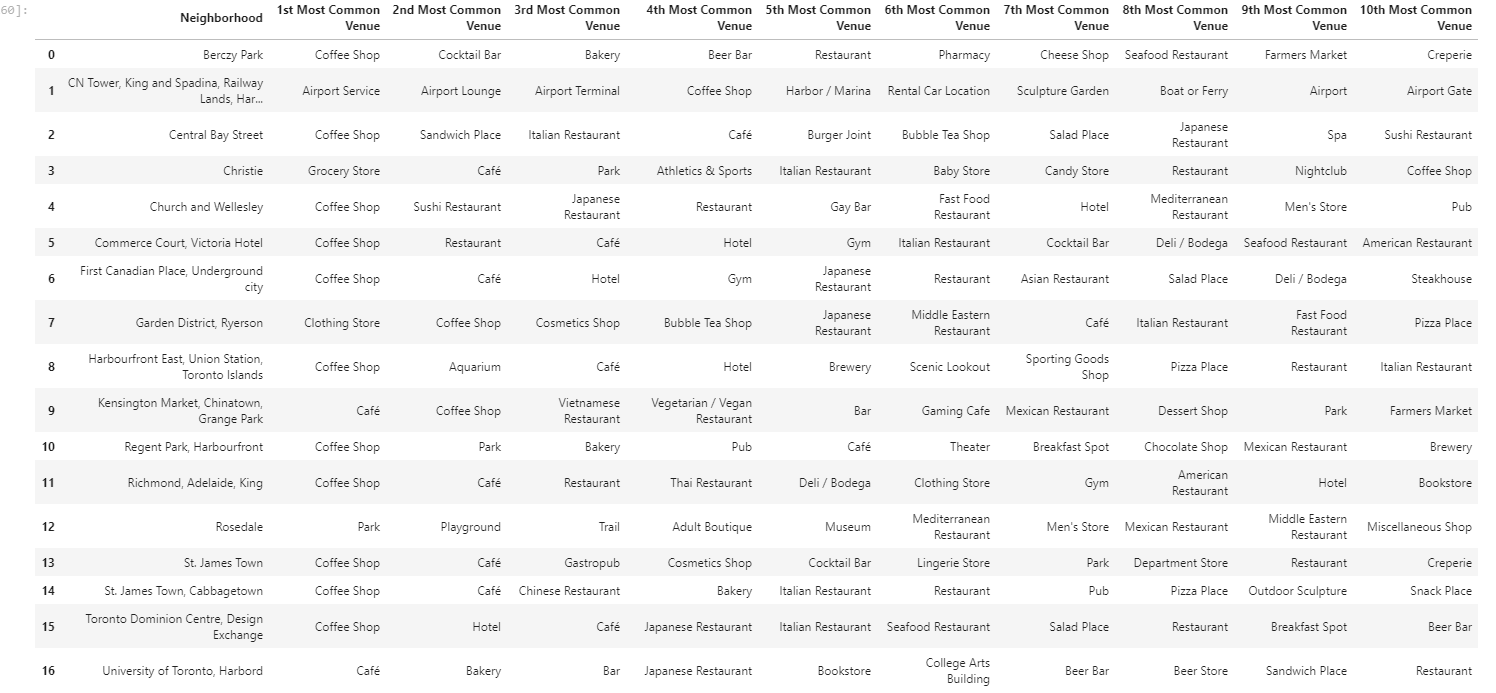 60]:
Neighborhood 1st Most Common Venue 2nd Most Common Venue 3rd Most Common Venue 4th Most Common Venue 5th Most Common Venue 6th Most Common Venue 7th Most Common Venue 8th Most Common Venue 9th Most Common Venue 10th Most Common Venue
0 Berczy Park Coffee Shop Cocktail Bar Bakery Beer Bar Restaurant Pharmacy Cheese Shop Seafood Restaurant Farmers Market Creperie
1 CN Tower, King and Spadina, Railway Lands, Har... Airport Service Airport Lounge Airport Terminal Coffee Shop Harbor / Marina Rental Car Location Sculpture Garden Boat or Ferry Airport Airport Gate
2 Central Bay Street Coffee Shop Sandwich Place Italian Restaurant Café Burger Joint Bubble Tea Shop Salad Place Japanese Restaurant Spa Sushi Restaurant
3 Christie Grocery Store Café Park Athletics & Sports Italian Restaurant Baby Store Candy Store Restaurant Nightclub Coffee Shop
4 Church and Wellesley Coffee Shop Sushi Restaurant Japanese Restaurant Restaurant Gay Bar Fast Food Restaurant Hotel Mediterranean Restaurant Men's Store Pub
5 Commerce Court, Victoria Hotel Coffee Shop Restaurant Café Hotel Gym Italian Restaurant Cocktail Bar Deli / Bodega Seafood Restaurant American Restaurant
6 First Canadian Place, Underground city Coffee Shop Café Hotel Gym Japanese Restaurant Restaurant Asian Restaurant Salad Place Deli / Bodega Steakhouse
7 Garden District, Ryerson Clothing Store Coffee Shop Cosmetics Shop Bubble Tea Shop Japanese Restaurant Middle Eastern Restaurant Café Italian Restaurant Fast Food Restaurant Pizza Place
8 Harbourfront East, Union Station, Toronto Islands Coffee Shop Aquarium Café Hotel Brewery Scenic Lookout Sporting Goods Shop Pizza Place Restaurant Italian Restaurant
9 Kensington Market, Chinatown, Grange Park Café Coffee Shop Vietnamese Restaurant Vegetarian / Vegan Restaurant Bar Gaming Cafe Mexican Restaurant Dessert Shop Park Farmers Market
10 Regent Park, Harbourfront Coffee Shop Park Bakery Pub Café Theater Breakfast Spot Chocolate Shop Mexican Restaurant Brewery
11 Richmond, Adelaide, King Coffee Shop Café Restaurant Thai Restaurant Deli / Bodega Clothing Store Gym American Restaurant Hotel Bookstore
12 Rosedale Park Playground Trail Adult Boutique Museum Mediterranean Restaurant Men's Store Mexican Restaurant Middle Eastern Restaurant Miscellaneous Shop
13 St. James Town Coffee Shop Café Gastropub Cosmetics Shop Cocktail Bar Lingerie Store Park Department Store Restaurant Creperie
14 St. James Town, Cabbagetown Coffee Shop Café Chinese Restaurant Bakery Italian Restaurant Restaurant Pub Pizza Place Outdoor Sculpture Snack Place
15 Toronto Dominion Centre, Design Exchange Coffee Shop Hotel Café Japanese Restaurant Italian Restaurant Seafood Restaurant Salad Place Restaurant Breakfast Spot Beer Bar
16 University of Toronto, Harbord Café Bakery Bar Japanese Restaurant Bookstore College Arts Building Beer Bar Beer Store Sandwich Place Restaurant